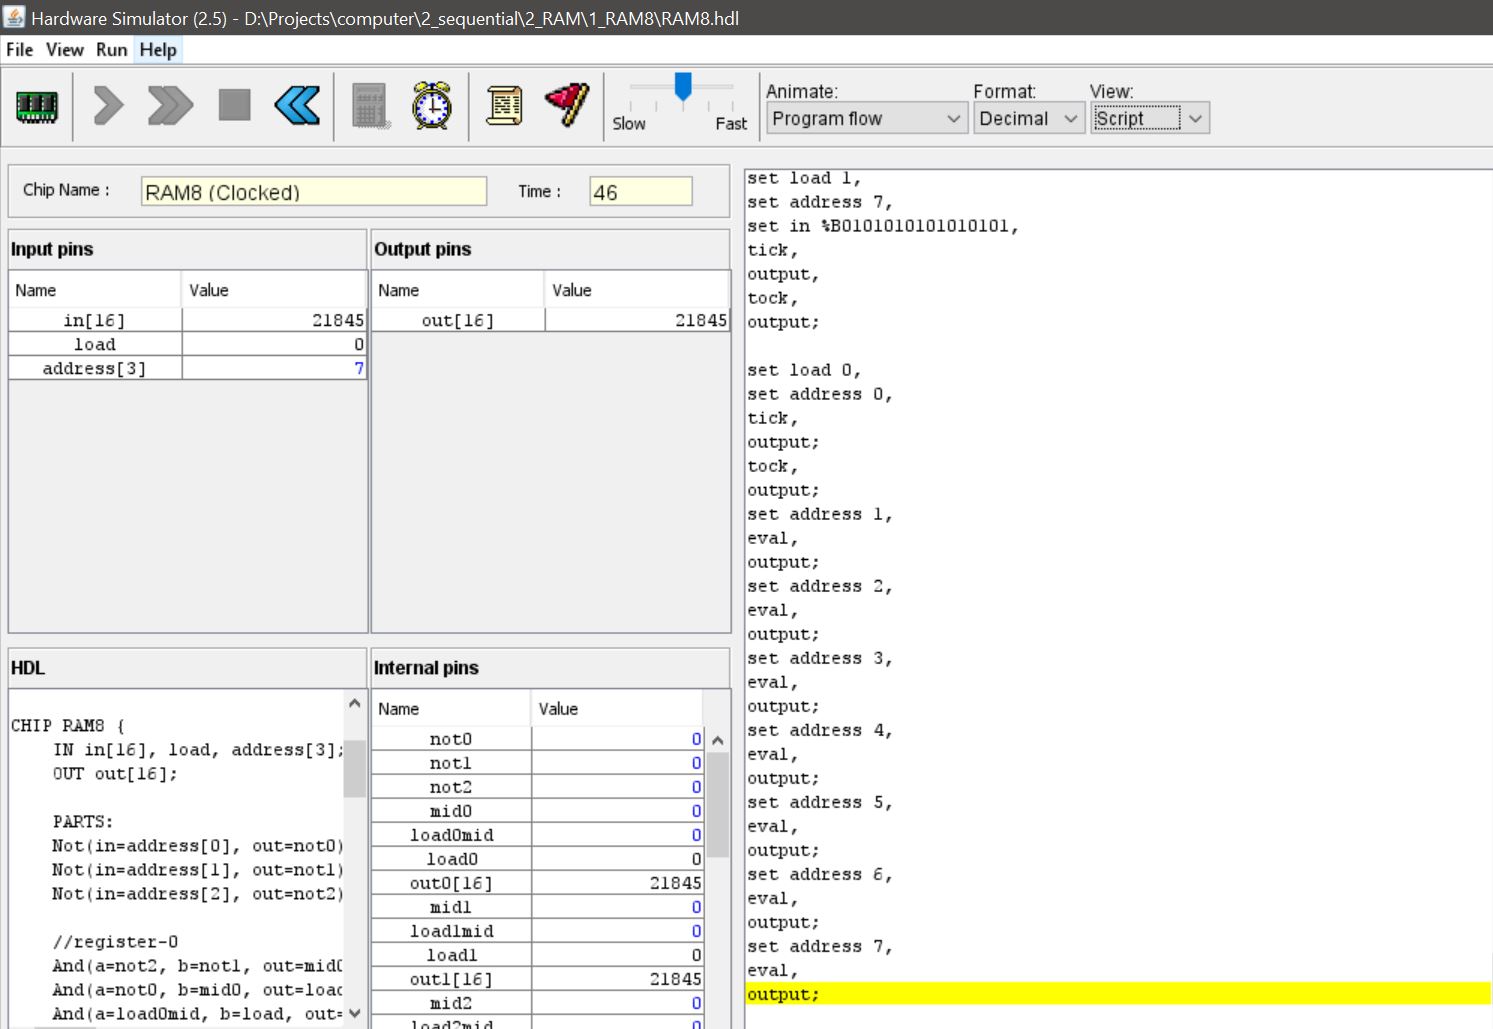 Hardware Simulator (2.5) - D:\Projects\computer\2_sequential\2_RAM\1_RAM8\RAM8.hdl
File View Run Help
Slow Fast
Animate: Format: View:
Program flow Decimal Script
Chip Name : RAM8 (Clocked) Time : 46
Input pins
Name Value
in[16] 21845
load 0
address[3] 7
Output pins
Name Value
out[16] 21845
HDL
CHIP RAM8 {
IN in[16], load, address[3];
OUT out[16];
PARTS:
Not(in=address[0], out=not0)
Not(in=address[1], out=not1)
Not(in=address[2], out=not2)
//register-0
And(a=not2, b=not1, out=mid0
And(a=not0, b=mid0, out=load
And(a=load0mid, b=load, out=
Internal pins
Name Value
not0 0
not1 0
not2 0
mid0 0
load0mid 0
load0 0
out0[16] 21845
mid1 0
load1mid 0
load1 0
out1[16] 21845
mid2 0
load2mid 0
set load 1,
set address 7,
set in %B0101010101010101,
tick,
output,
tock,
output;
set load 0,
set address 0,
tick,
output;
tock,
output;
set address 1,
eval,
output;
set address 2,
eval,
output;
set address 3,
eval,
output;
set address 4,
eval,
output;
set address 5,
eval,
output;
set address 6,
eval,
output;
set address 7,
eval,
output;